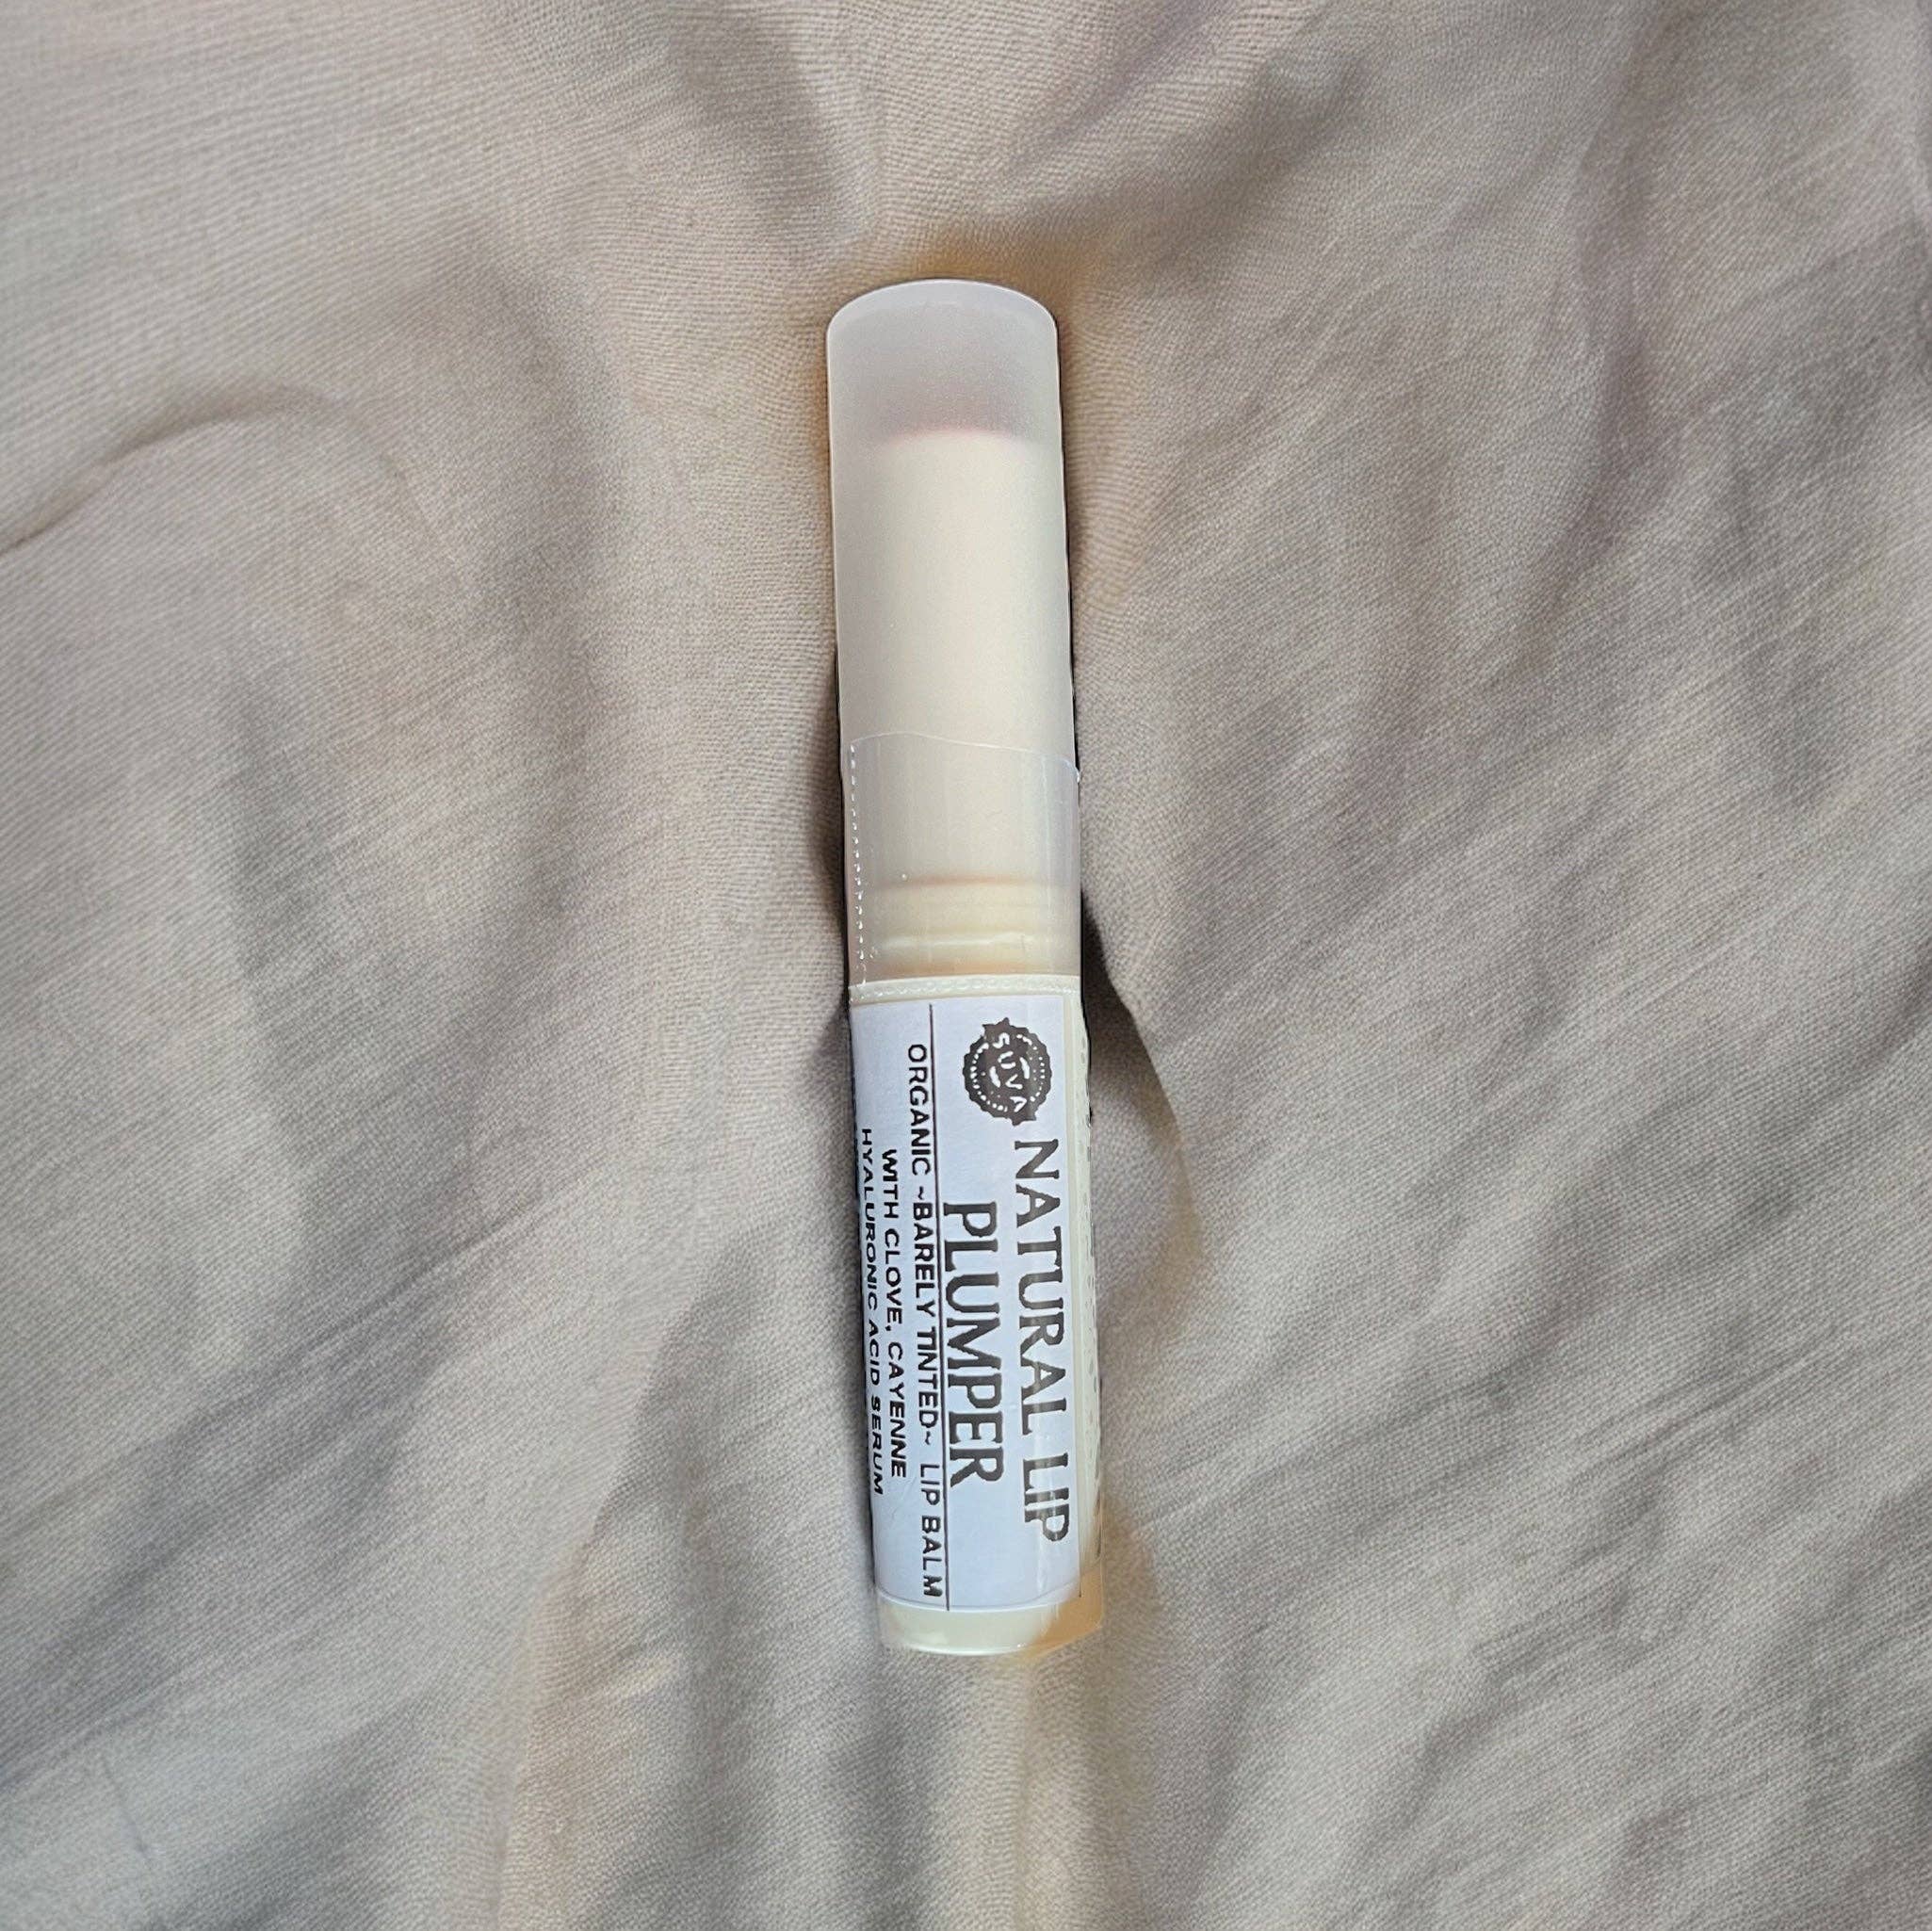 SUVA
NATURAL LIP
PLUMPER
ORGANIC ~BARELY TINTED~ LIP BALM
WITH CLOVE, CAYENNE
HYALURONIC ACID SERUM